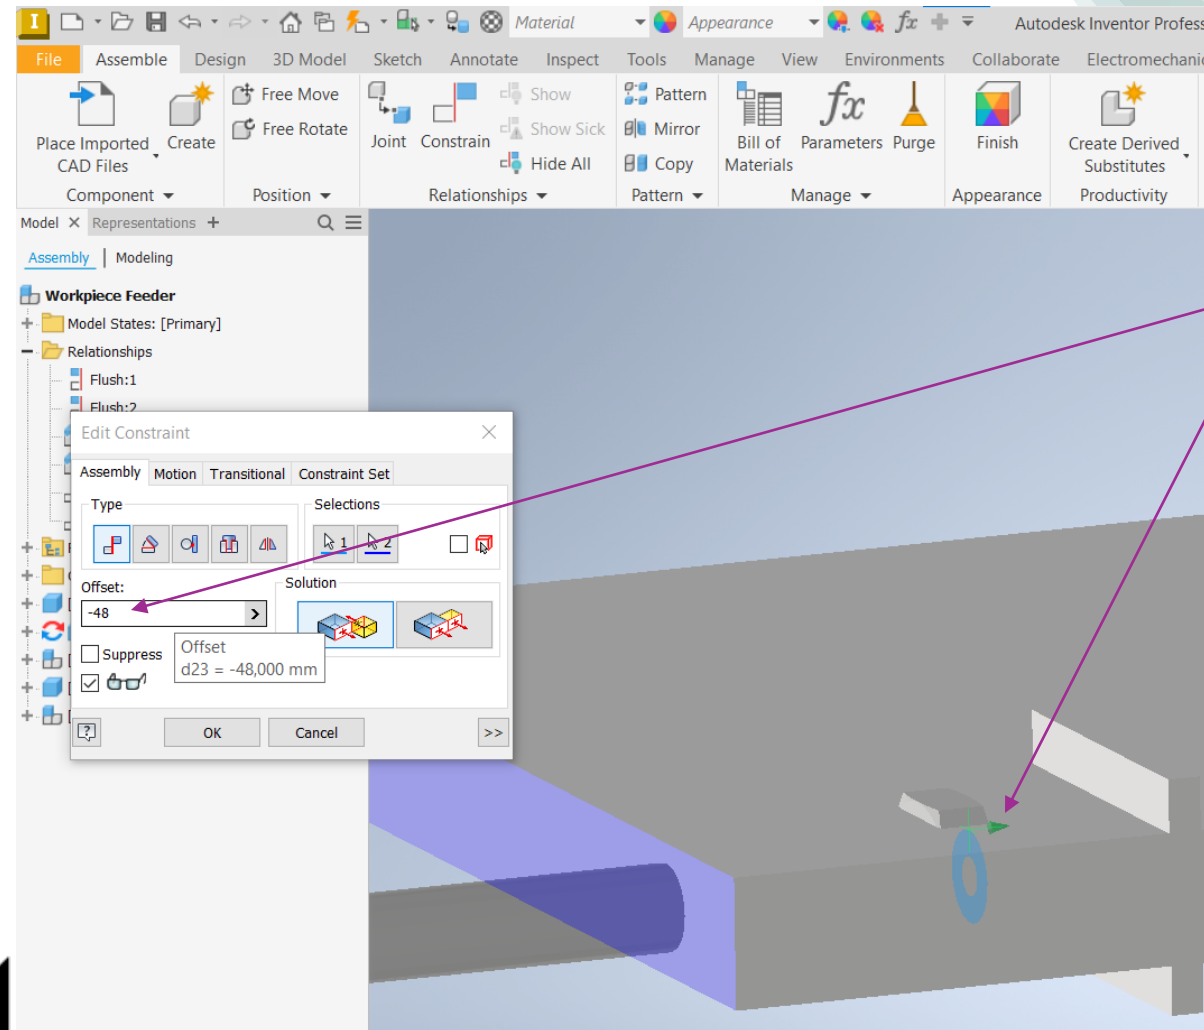 I Material Appearance fx Autodesk Inventor Profess
File Assemble Design 3D Model Sketch Annotate Inspect Tools Manage View Environments Collaborate Electromechanic
Place Imported CAD Files
Create
Free Move
Free Rotate
Joint
Constrain
Show
Show Sick
Hide All
Pattern
Mirror
Copy
Bill of Materials
fx
Parameters
Purge
Finish
Create Derived Substitutes
Component Position Relationships Pattern Manage Appearance Productivity
Model Representations +
Assembly | Modeling
Workpiece Feeder
Model States: [Primary]
Relationships
Flush:1
Flush:2
Edit Constraint
Assembly Motion Transitional Constraint Set
Type
Selections
1 2
Offset:
-48
Solution
Suppress
Offset
d23 = -48,000 mm
?
OK Cancel >>